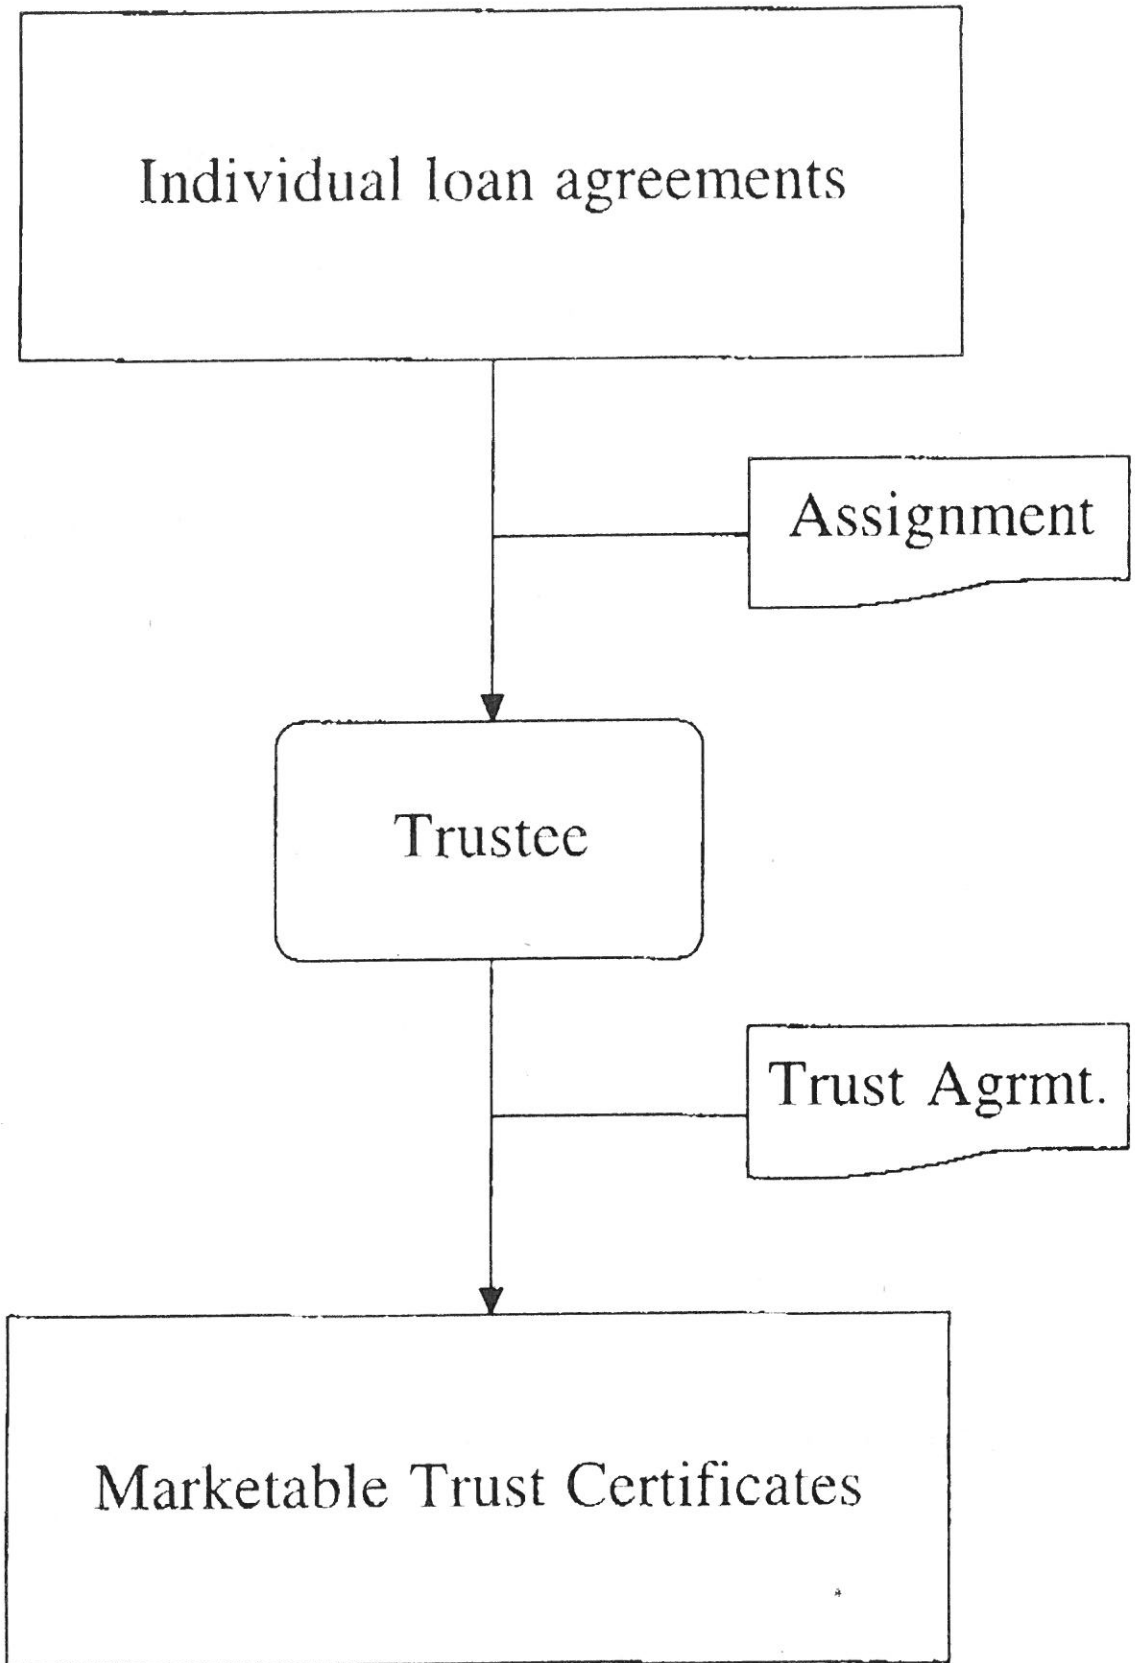 Individual loan agreements
Assignment
Trustee
Trust Agrmt.
Marketable Trust Certificates